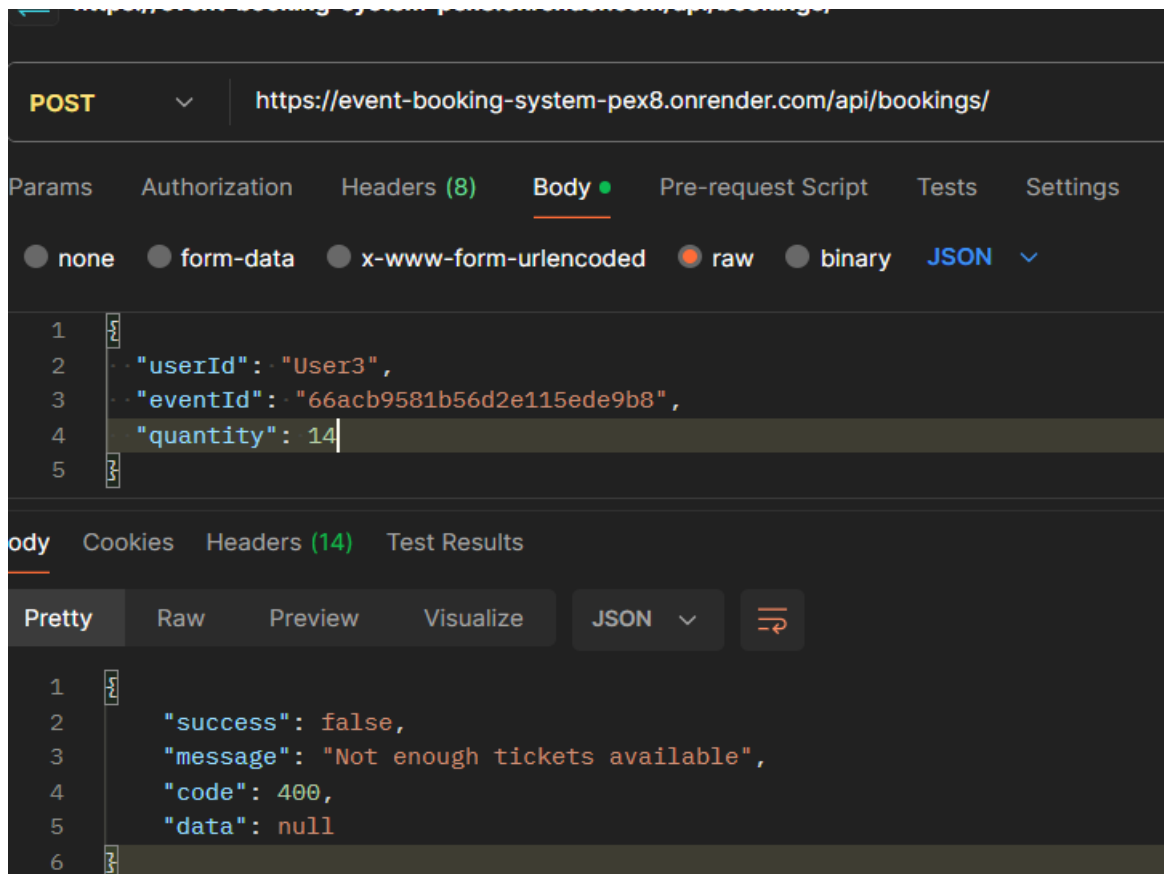 POST https://event-booking-system-pex8.onrender.com/api/bookings/
Params Authorization Headers (8) Body Pre-request Script Tests Settings
none form-data x-www-form-urlencoded raw binary JSON
1 {
2 "userId": "User3",
3 "eventId": "66acb9581b56d2e115ede9b8",
4 "quantity": 14
5 }
ody Cookies Headers (14) Test Results
Pretty Raw Preview Visualize JSON
1 {
2 "success": false,
3 "message": "Not enough tickets available",
4 "code": 400,
5 "data": null
6 }